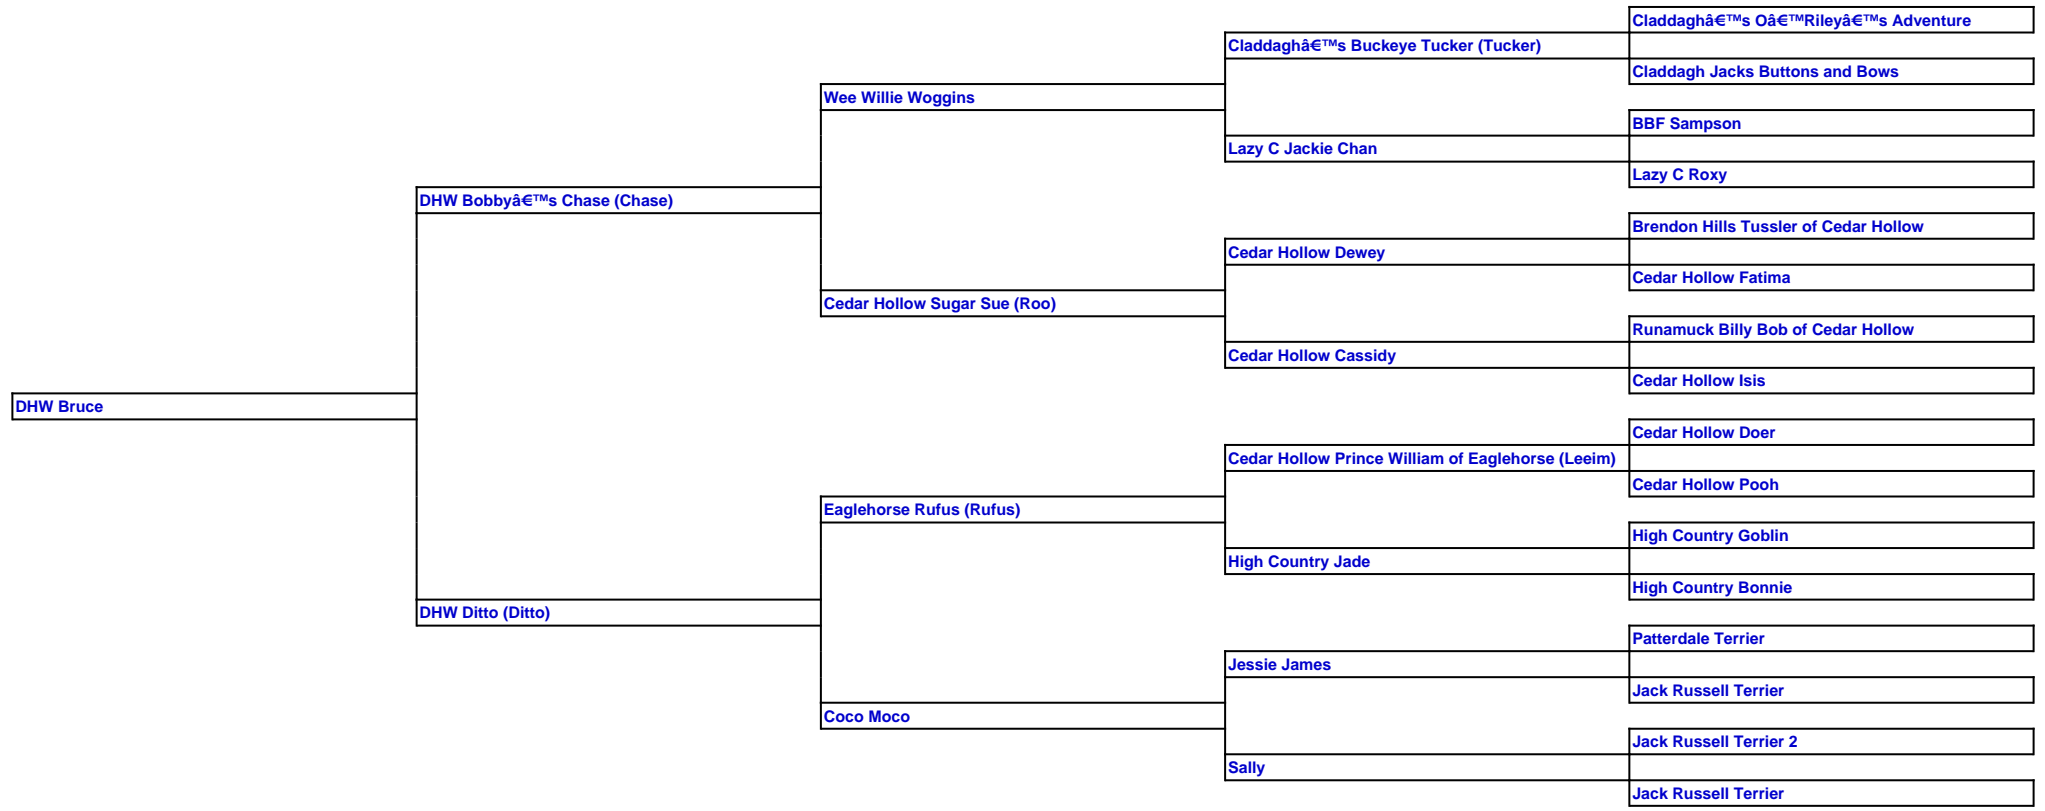 Claddaghâ€™s Oâ€™Rileyâ€™s Adventure
Claddaghâ€™s Buckeye Tucker (Tucker)
Claddagh Jacks Buttons and Bows
Wee Willie Woggins
BBF Sampson
Lazy C Jackie Chan
Lazy C Roxy
DHW Bobbyâ€™s Chase (Chase)
Brendon Hills Tussler of Cedar Hollow
Cedar Hollow Dewey
Cedar Hollow Fatima
Cedar Hollow Sugar Sue (Roo)
Runamuck Billy Bob of Cedar Hollow
Cedar Hollow Cassidy
Cedar Hollow Isis
DHW Bruce
Cedar Hollow Doer
Cedar Hollow Prince William of Eaglehorse (Leeim)
Cedar Hollow Pooh
Eaglehorse Rufus (Rufus)
High Country Goblin
High Country Jade
High Country Bonnie
DHW Ditto (Ditto)
Patterdale Terrier
Jessie James
Jack Russell Terrier
Coco Moco
Jack Russell Terrier 2
Sally
Jack Russell Terrier